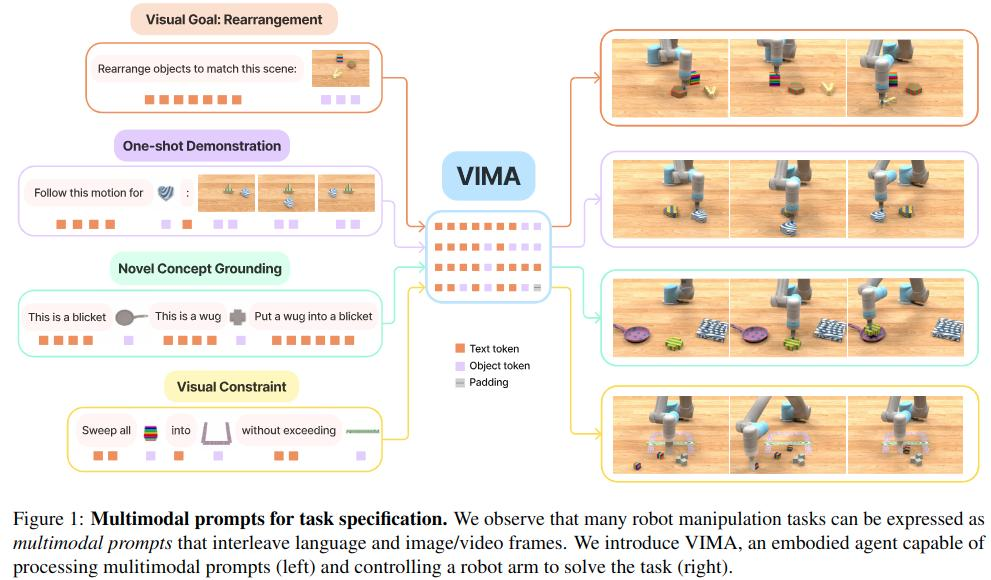 Visual Goal: Rearrangement
Rearrange objects to match this scene:
One-shot Demonstration
Follow this motion for :
Novel Concept Grounding
This is a blicket This is a wug Put a wug into a blicket
Visual Constraint
Sweep all into without exceeding
VIMA
Text token
Object token
Padding
Figure 1: Multimodal prompts for task specification. We observe that many robot manipulation tasks can be expressed as
multimodal prompts that interleave language and image/video frames. We introduce VIMA, an embodied agent capable of
processing mulitimodal prompts (left) and controlling a robot arm to solve the task (right).